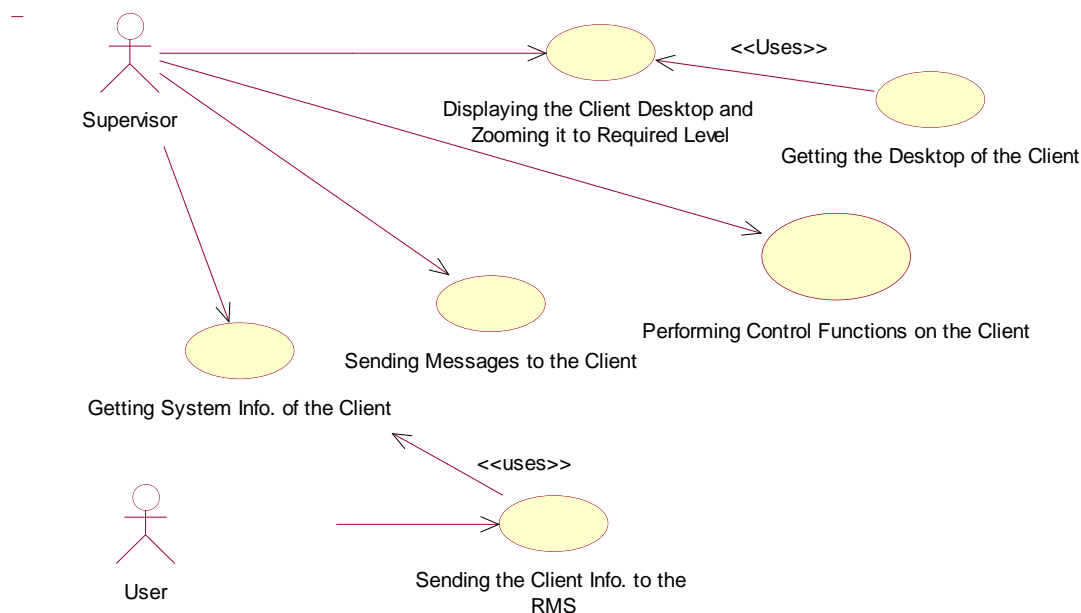 <<Uses>>
Supervisor
Displaying the Client Desktop and
Zooming it to Required Level
Getting the Desktop of the Client
Performing Control Functions on the Client
Sending Messages to the Client
Getting System Info. of the Client
<<uses>>
User
Sending the Client Info. to the
RMS